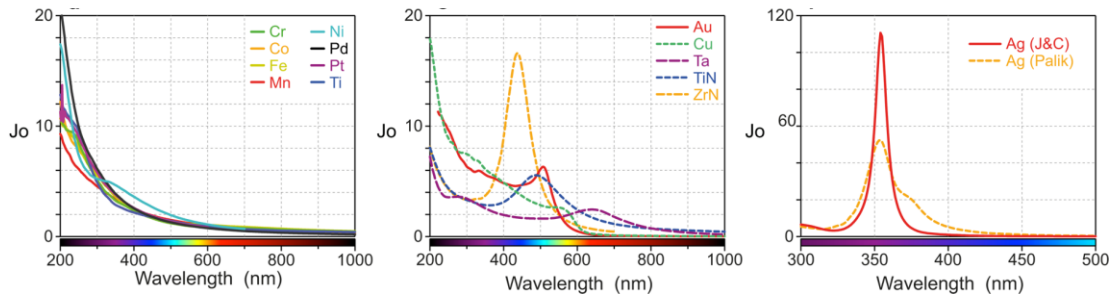 20
10
0
Jo
Cr
Co
Fe
Mn
Ni
Pd
Pt
Ti
200 400 600 800 1000
Wavelength (nm)
20
10
0
Jo
Au
Cu
Ta
TiN
ZrN
200 400 600 800 1000
Wavelength (nm)
120
60
0
Jo
Ag (J&C)
Ag (Palik)
300 350 400 450 500
Wavelength (nm)